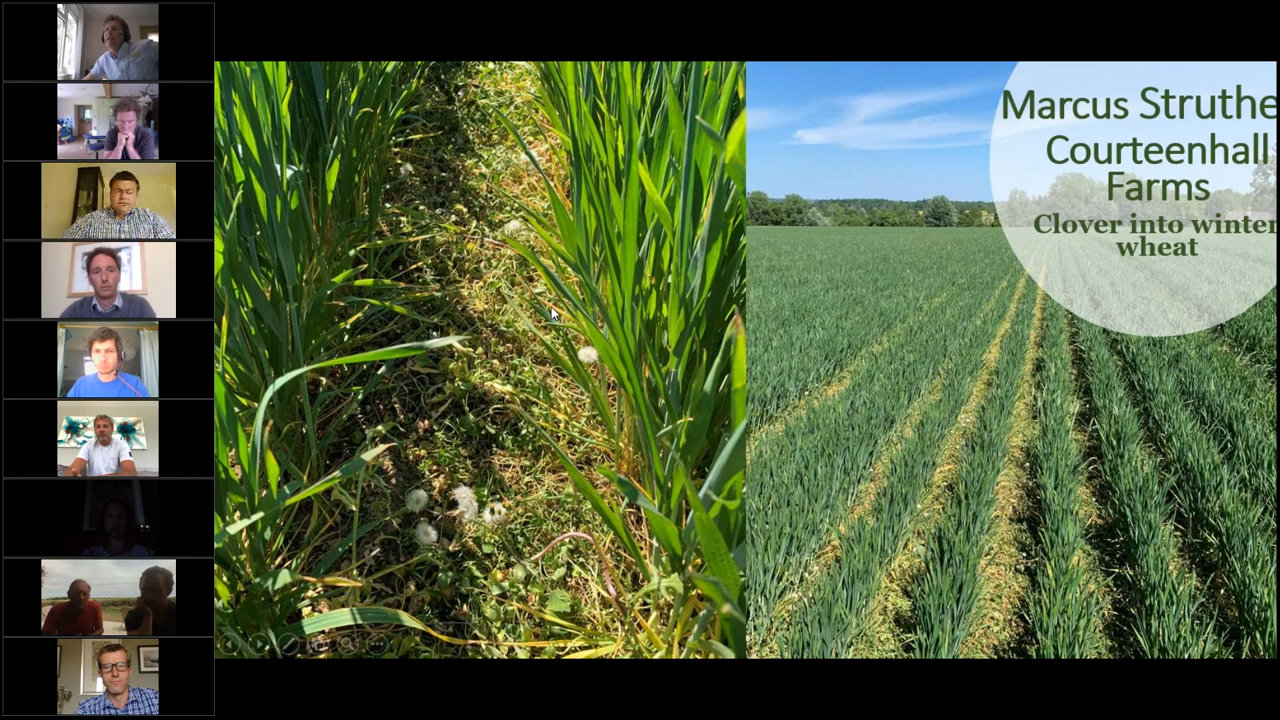 Marcus Struthe
Courteenhall
Farms
Clover into winter
wheat